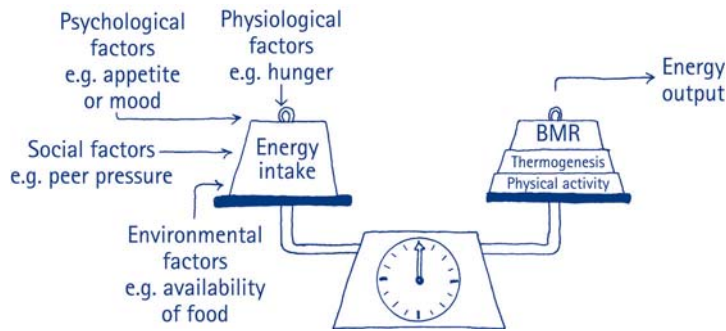 Psychological
factors
e.g. appetite
or mood
Physiological
factors
e.g. hunger
Social factors
e.g. peer pressure
Environmental
factors
e.g. availability
of food
Energy
intake
BMR
Thermogenesis
Physical activity
Energy
output